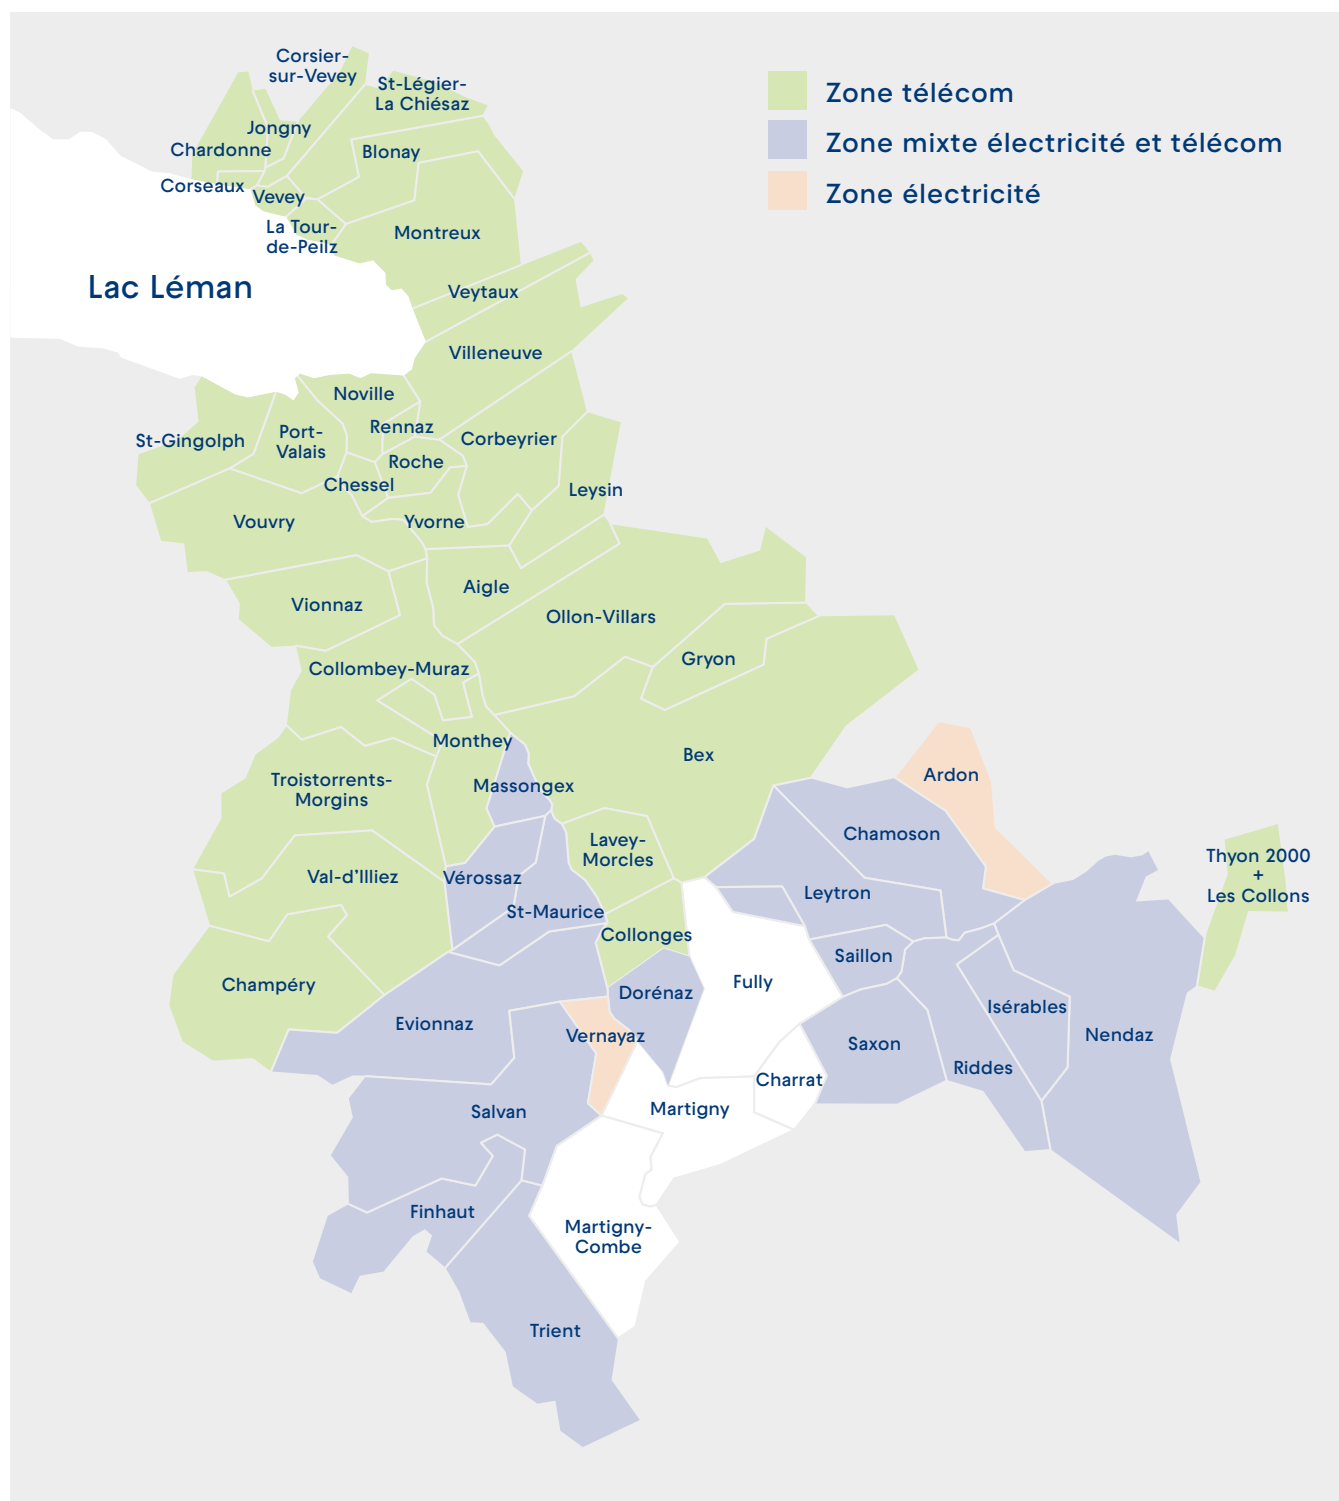 Corsier-
sur-Vevey
St-Légier-
La Chiésaz
Zone télécom
Jongny
Zone mixte électricité et télécom
Chardonne
Blonay
Corseaux
Vevey
Zone électricité
La Tour-
de-Peilz
Montreux
Lac Léman
Veytaux
Villeneuve
Noville
Rennaz
St-Gingolph
Port-
Valais
Corbeyrier
Roche
Chessel
Leysin
Vouvry
Yvorne
Aigle
Vionnaz
Ollon-Villars
Gryon
Collombey-Muraz
Monthey
Bex
Troistorrents-
Morgins
Massongex
Ardon
Chamoson
Lavey-
Morcles
Thyon 2000
+
Les Collons
Val-d'Illiez
Vérossaz
Leytron
St-Maurice
Collonges
Saillon
Champéry
Fully
Dorénaz
Isérables
Evionnaz
Vernayaz
Saxon
Nendaz
Riddes
Charrat
Salvan
Martigny
Finhaut
Martigny-
Combe
Trient